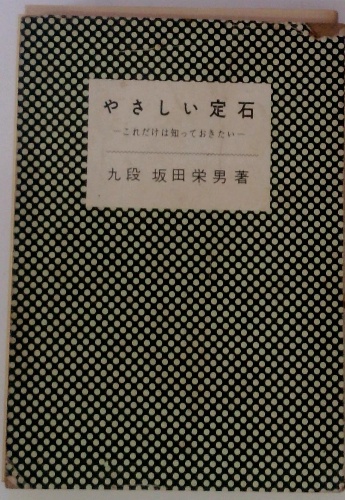 やさしい定石
—これだけは知っておきたい—
九段 坂田栄男著